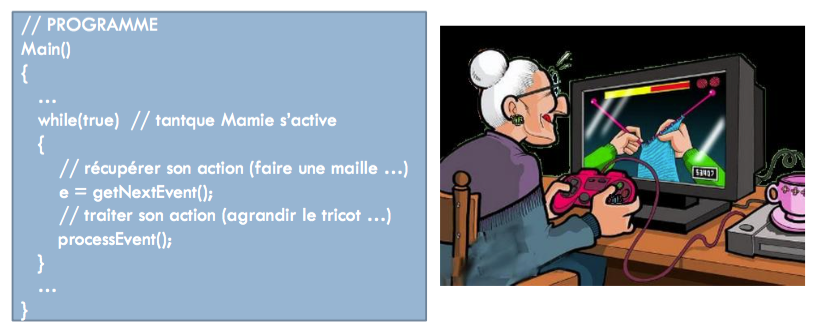 // PROGRAMME
Main()
{
...
while(true) // tantque Mamie s'active
{
// récupérer son action (faire une maille ...)
e = getNextEvent();
// traîter son action (agrandir le tricot ...)
processEvent();
}
...
}